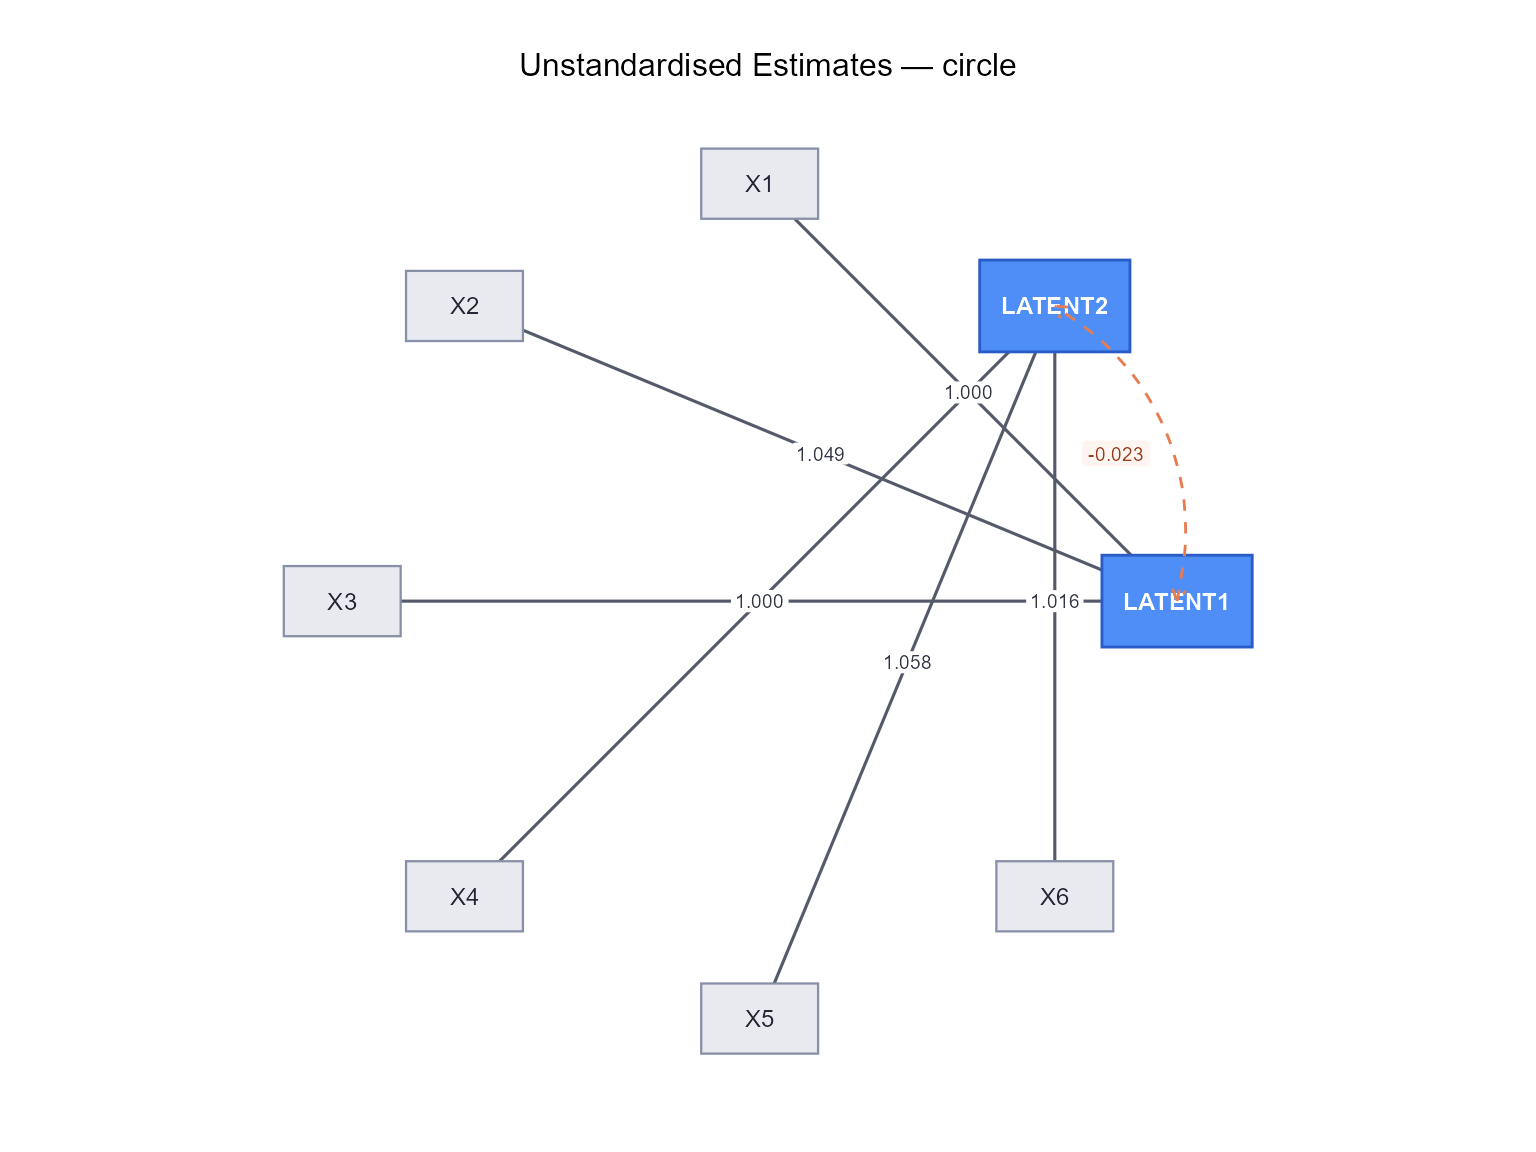 Unstandardised Estimates — circle
X1
X2
LATENT2
1.000
1.049
-0.023
X3
1.000
1.016
LATENT1
1.058
X4
X6
X5